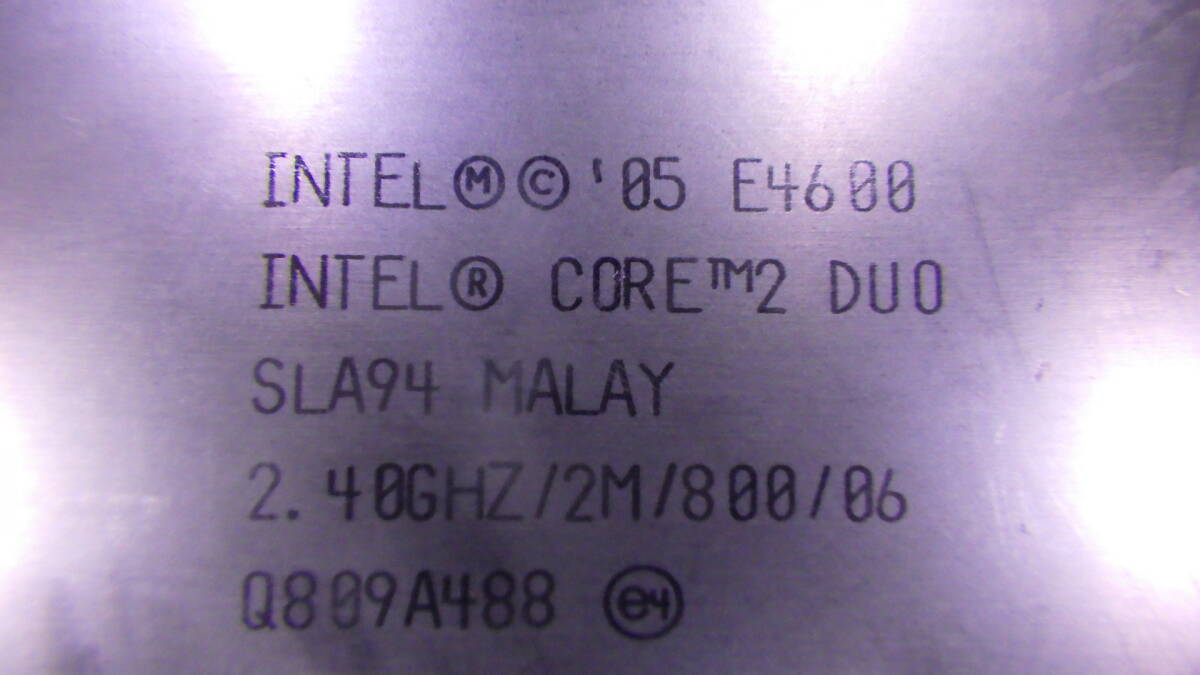 INTEL Ⓜ © '05 E4600
INTEL® CORE™2 DUO
SLA94 MALAY
2.40GHZ/2M/800/06
Q809A488 e4